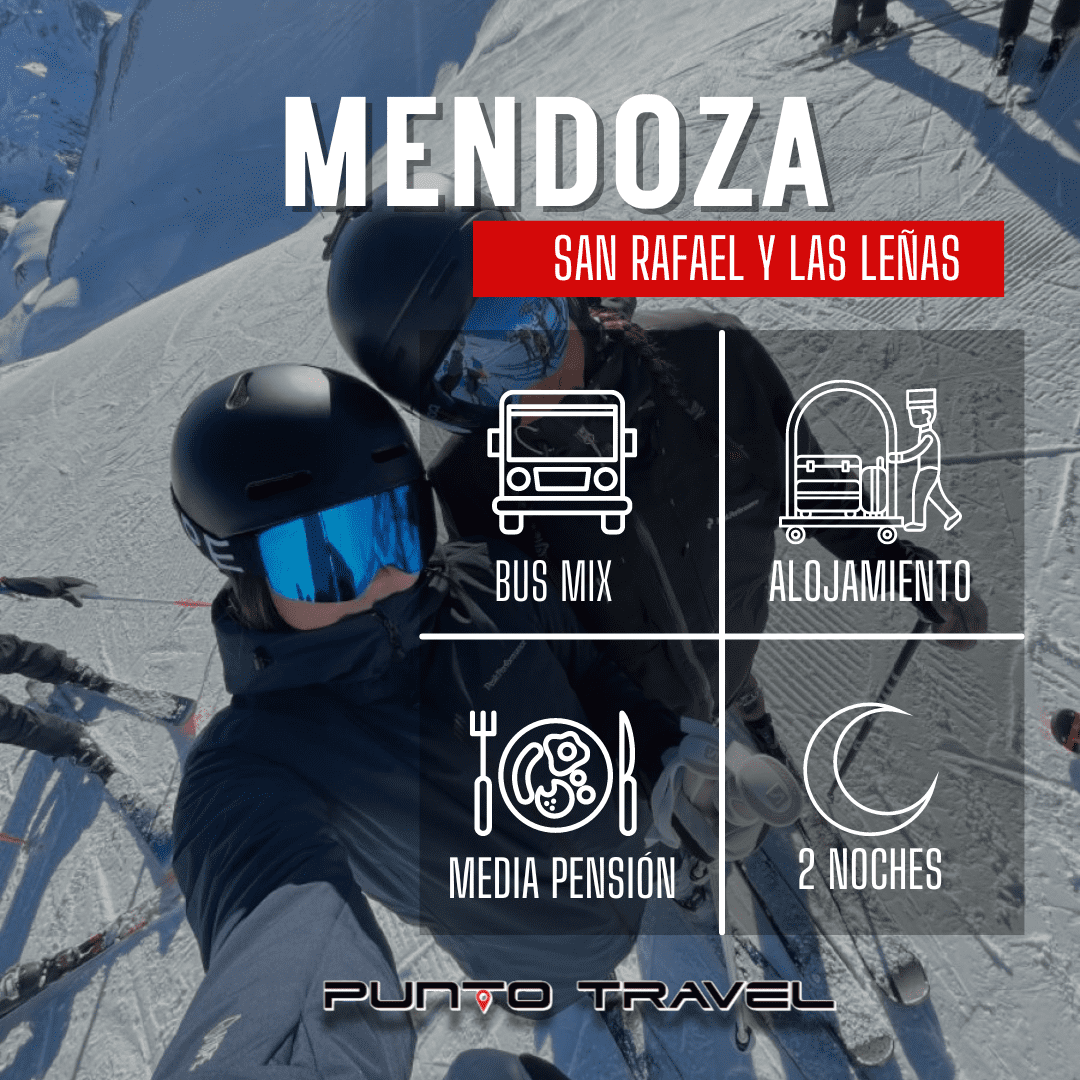 MENDOZA
SAN RAFAEL Y LAS LEÑAS
BUS MIX
ALOJAMIENTO
MEDIA PENSIÓN
2 NOCHES
PUNTO TRAVEL